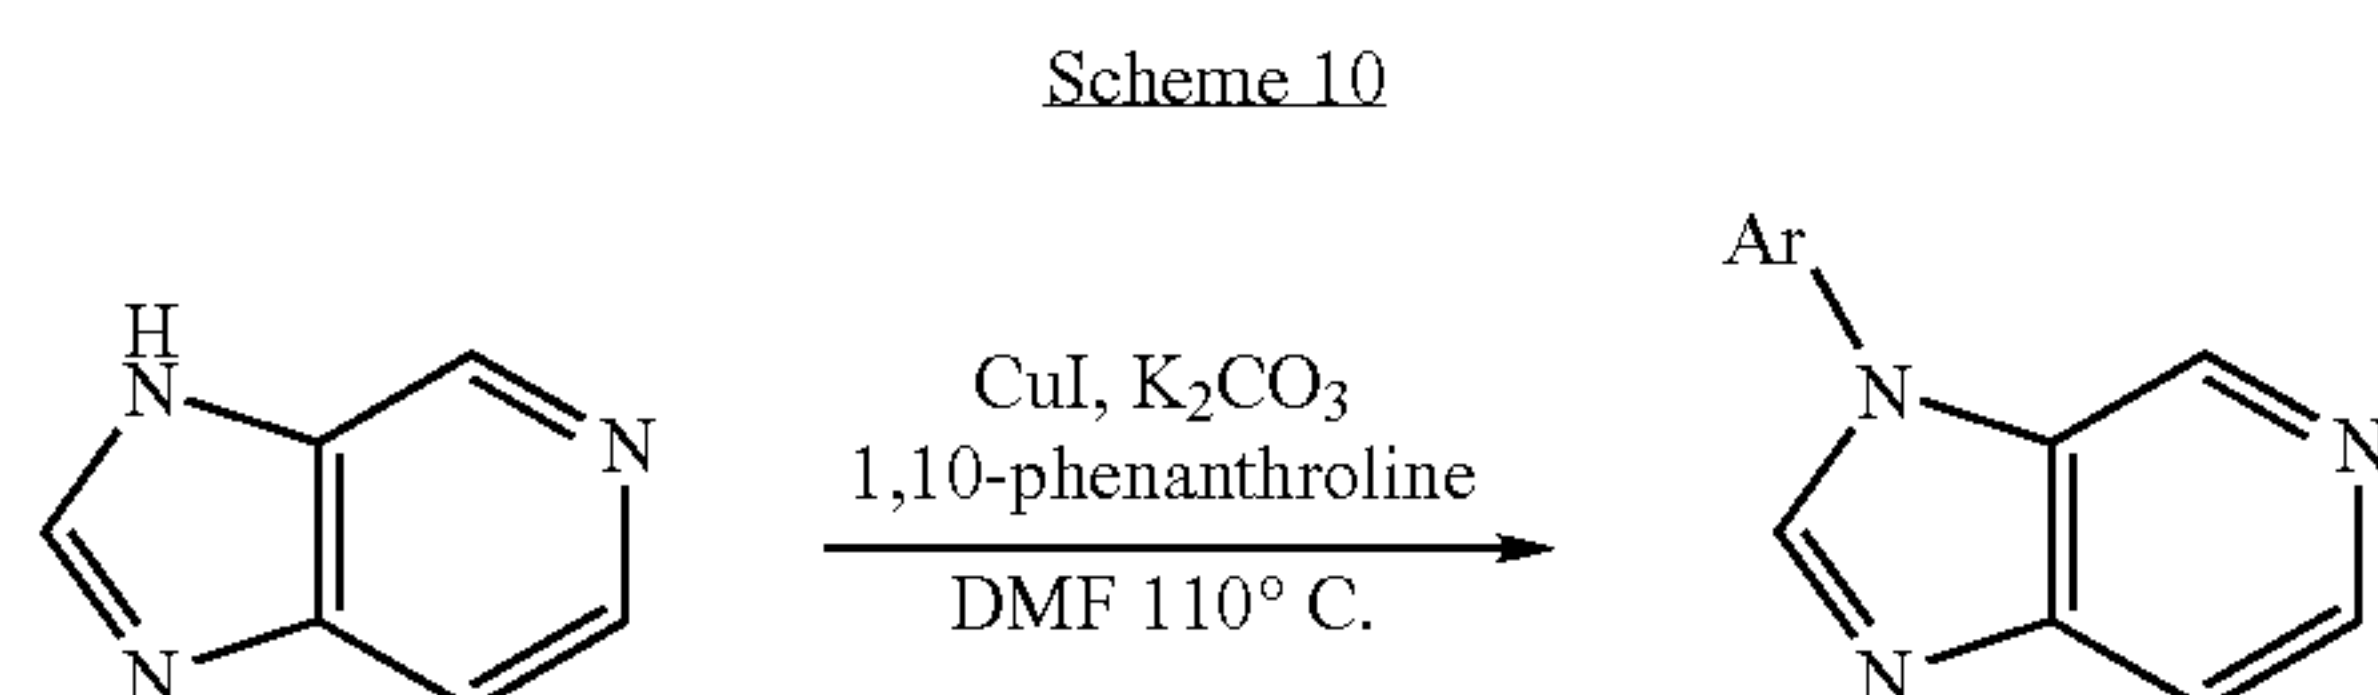 Scheme 10
H
N
N
N
CuI, K₂CO₃
1,10-phenanthroline
DMF 110° C.
Ar
N
N
N